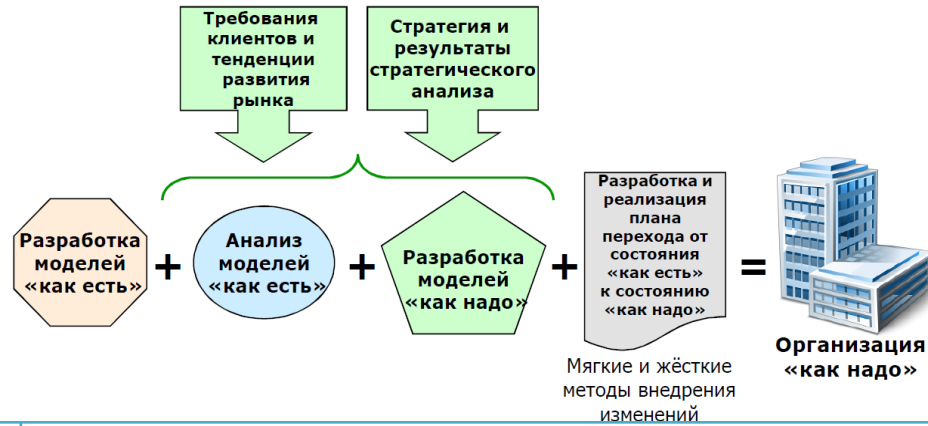 Требования
клиентов и
тенденции
развития
рынка
Стратегия и
результаты
стратегического
анализа
Разработка
моделей
«как есть»
+
Анализ
моделей
«как есть»
+
Разработка
моделей
«как надо»
+
Разработка и
реализация
плана
перехода от
состояния
«как есть»
к состоянию
«как надо»
Мягкие и жёсткие
методы внедрения
изменений
=
Организация
«как надо»